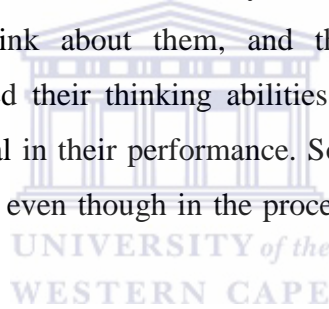 ink about them, and th
d their thinking abilities
al in their performance. So
even though in the proce
UNIVERSITY of the
WESTERN CAPE